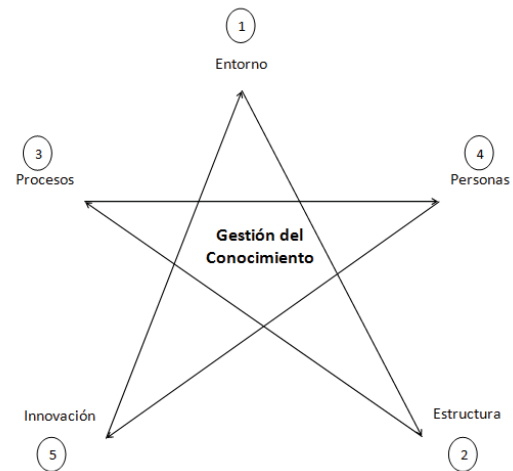 1
Entorno
3
Procesos
4
Personas
Gestión del
Conocimiento
Innovación
5
Estructura
2